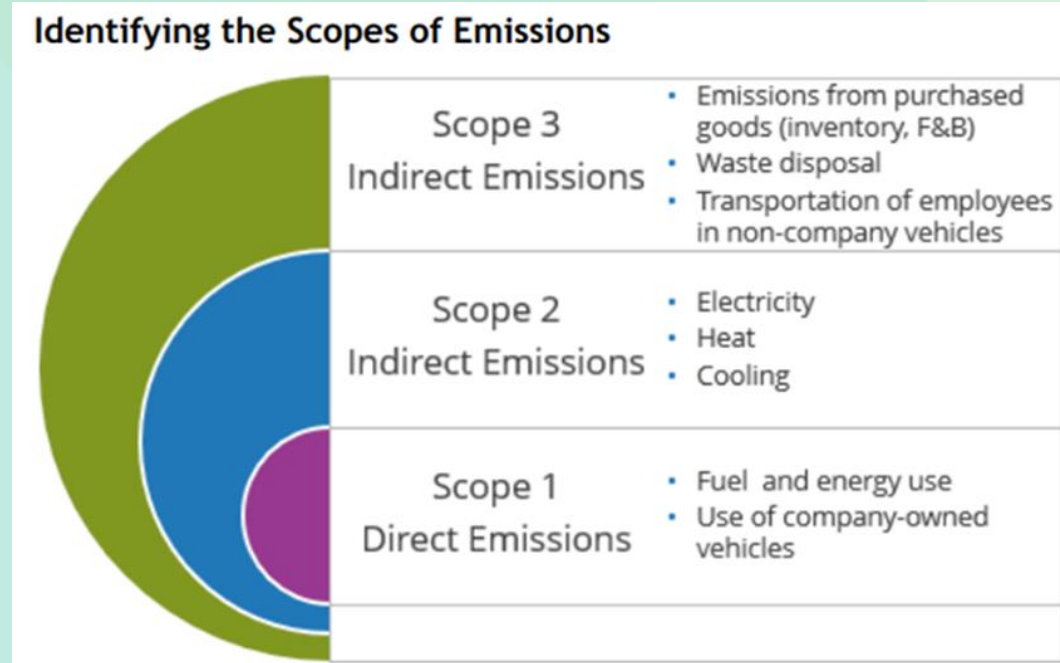 Identifying the Scopes of Emissions
Scope 3
Indirect Emissions
• Emissions from purchased
goods (inventory, F&B)
• Waste disposal
• Transportation of employees
in non-company vehicles
Scope 2
Indirect Emissions
• Electricity
• Heat
• Cooling
Scope 1
Direct Emissions
• Fuel and energy use
• Use of company-owned
vehicles